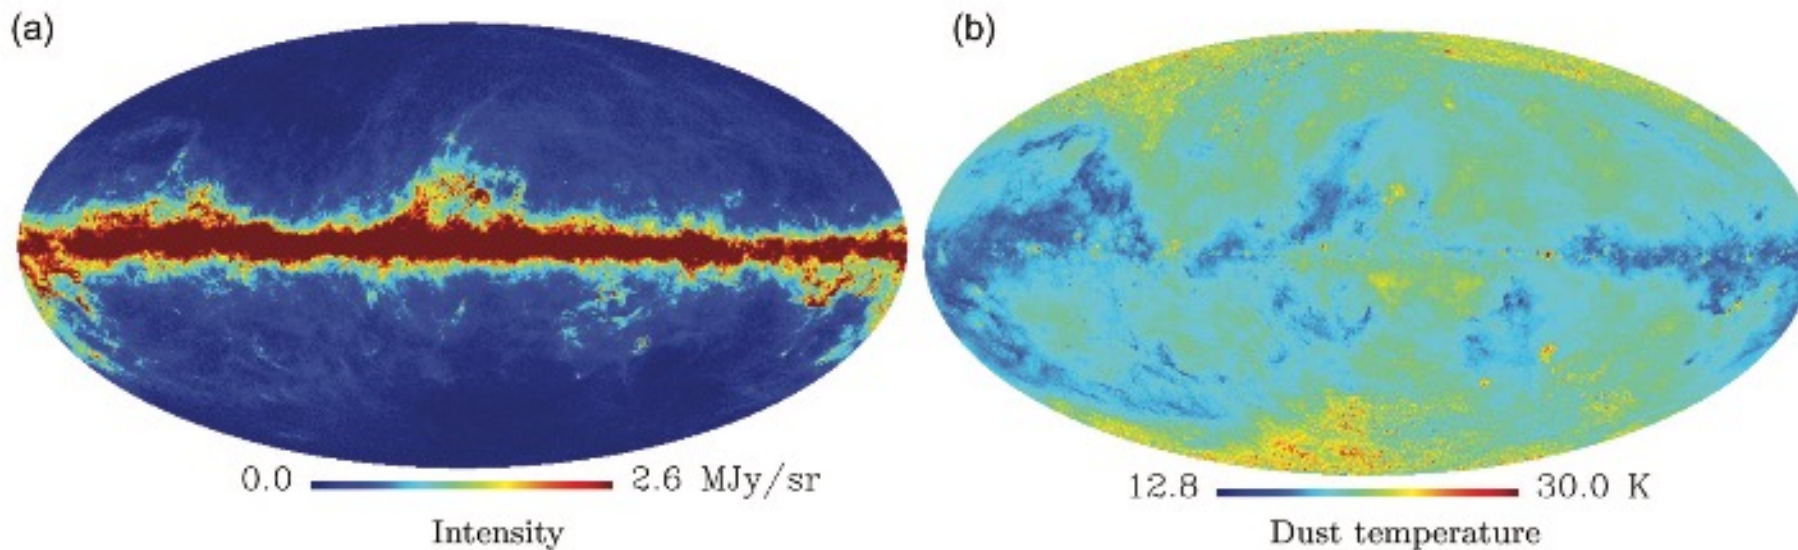 (a)
(b)
0.0 2.6 MJy/sr
Intensity
12.8 30.0 K
Dust temperature